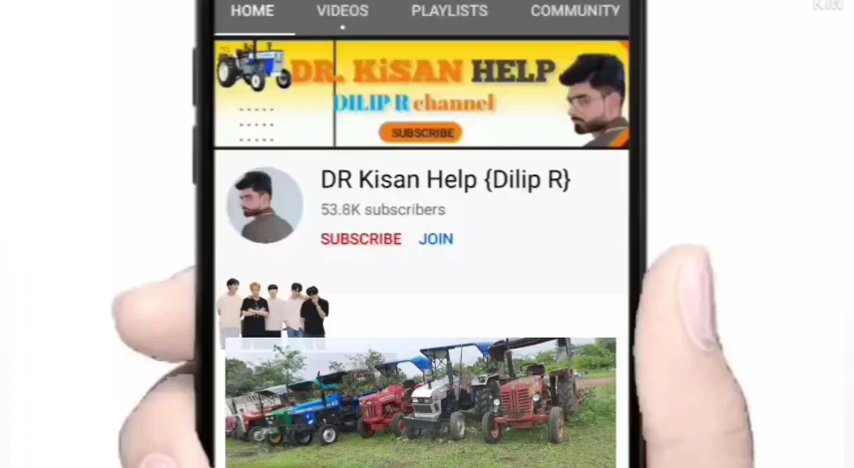 HOME VIDEOS PLAYLISTS COMMUNITY
DR. KiSAN HELP
DILIP R channel
SUBSCRIBE
DR Kisan Help {Dilip R}
53.8K subscribers
SUBSCRIBE JOIN